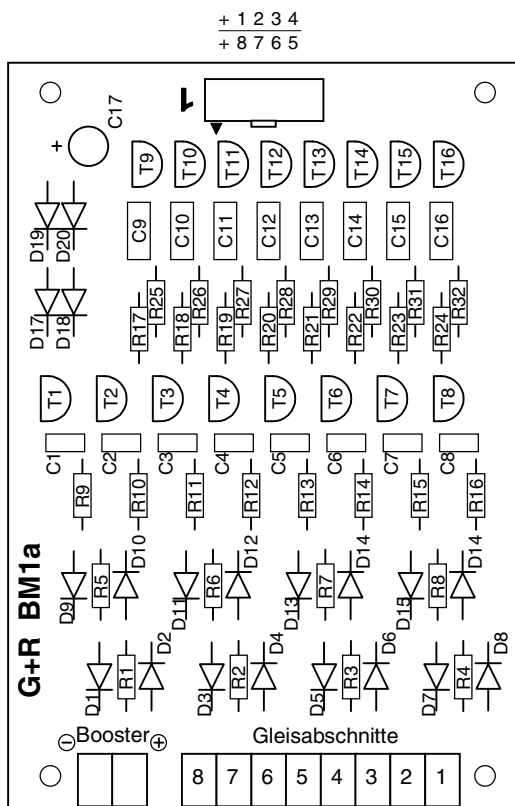 + 1 2 3 4
+ 8 7 6 5
1
C17
+
T9 T10 T11 T12 T13 T14 T15 T16
C9 C10 C11 C12 C13 C14 C15 C16
D19 D20
R25 R26 R27 R28 R29 R30 R31 R32
R17 R18 R19 R20 R21 R22 R23 R24
D17 D18
T1 T2 T3 T4 T5 T6 T7 T8
C1 C2 C3 C4 C5 C6 C7 C8
R9 R10 R11 R12 R13 R14 R15 R16
G+R BM1a
D9 R5 D10 D11 R6 D12 D13 R7 D14 D15 R8 D14
D1 R1 D2 D3 R2 D4 D5 R3 D6 D7 R4 D8
⊖ Booster ⊕ Gleisabschnitte
8 7 6 5 4 3 2 1